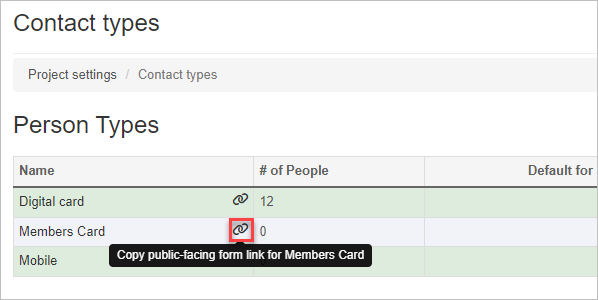 Contact types
Project settings / Contact types
Person Types
Name # of People Default for
Digital card 12
Members Card 0
Copy public-facing form link for Members Card
Mobile